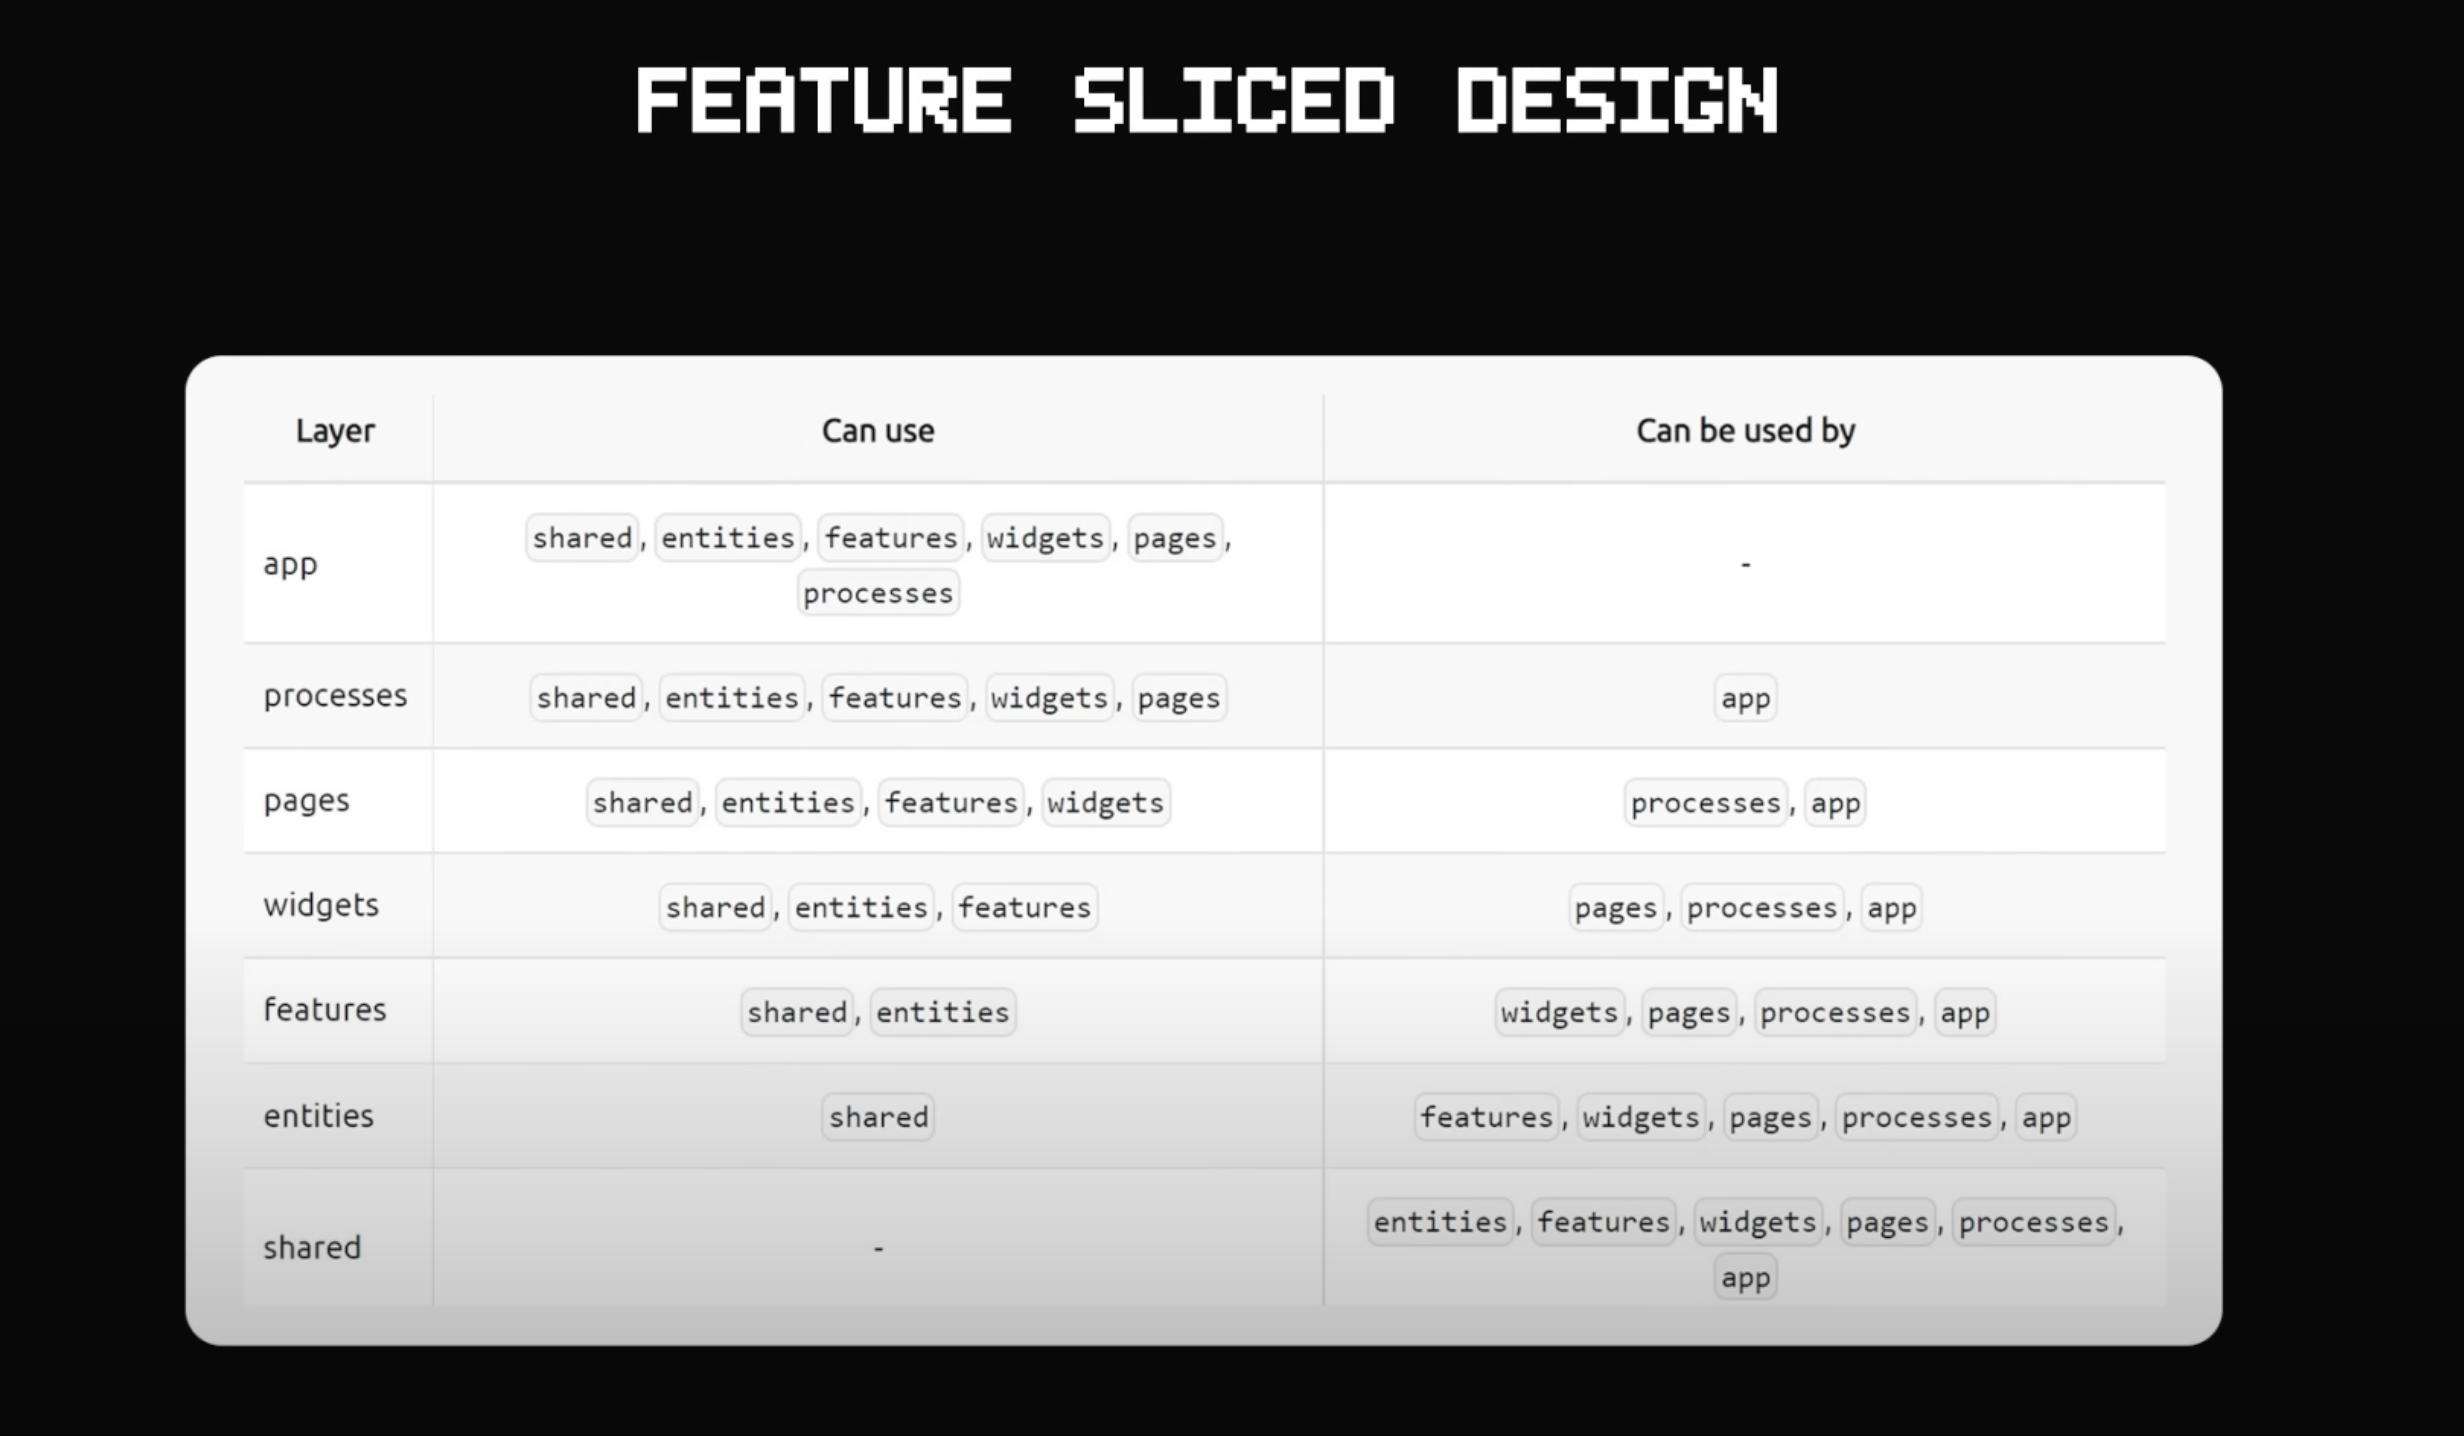 FEATURE SLICED DESIGN
Layer Can use Can be used by
app shared, entities, features, widgets, pages, processes -
processes shared, entities, features, widgets, pages app
pages shared, entities, features, widgets processes, app
widgets shared, entities, features pages, processes, app
features shared, entities widgets, pages, processes, app
entities shared features, widgets, pages, processes, app
shared - entities, features, widgets, pages, processes, app